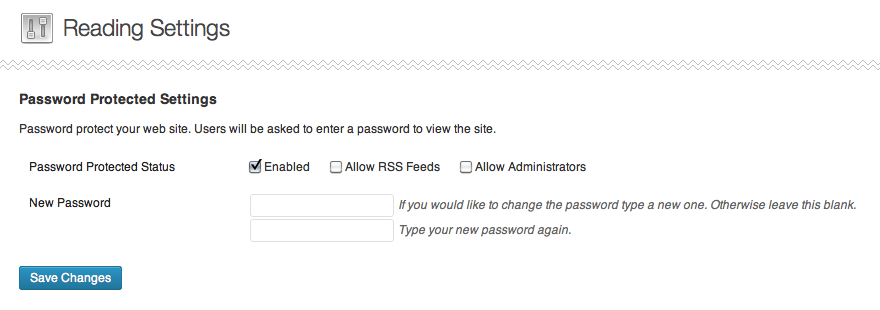 Reading Settings
Password Protected Settings
Password protect your web site. Users will be asked to enter a password to view the site.
Password Protected Status Enabled Allow RSS Feeds Allow Administrators
New Password If you would like to change the password type a new one. Otherwise leave this blank.
Type your new password again.
Save Changes